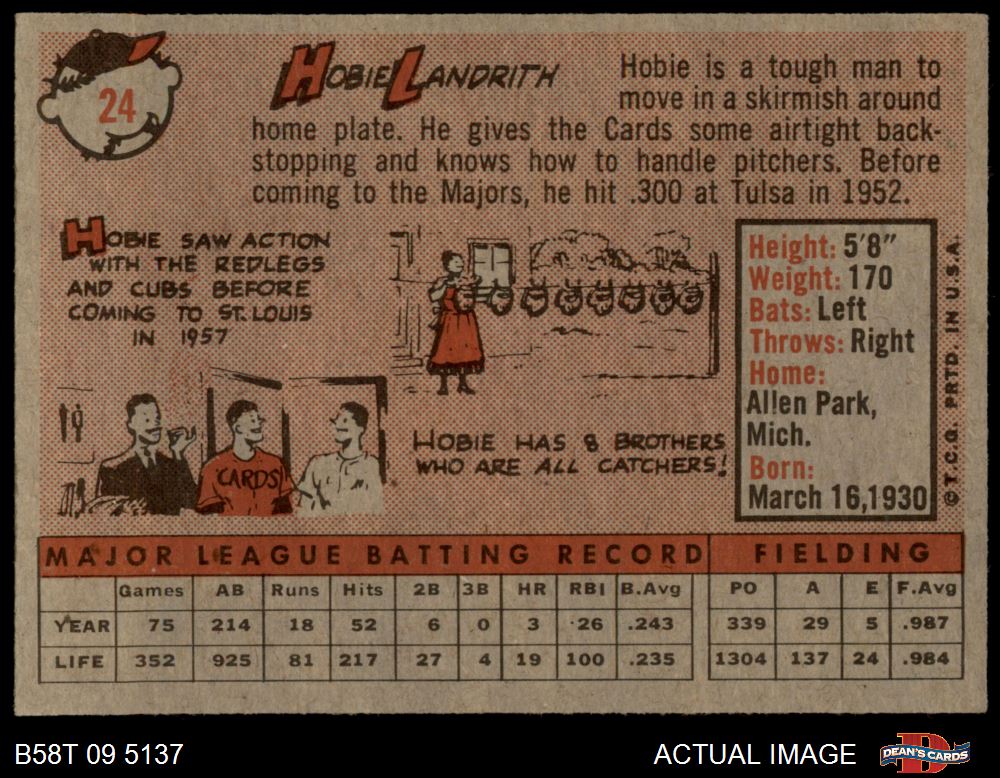 24
HOBIE LANDRITH
Hobie is a tough man to
move in a skirmish around
home plate. He gives the Cards some airtight back-
stopping and knows how to handle pitchers. Before
coming to the Majors, he hit .300 at Tulsa in 1952.
HOBIE SAW ACTION
WITH THE REDLEGS
AND CUBS BEFORE
COMING TO ST. LOUIS
IN 1957
CARDS
HOBIE HAS 8 BROTHERS
WHO ARE ALL CATCHERS!
Height: 5'8"
Weight: 170
Bats: Left
Throws: Right
Home:
Allen Park,
Mich.
Born:
March 16,1930
© T.C.G. PRTD. IN U.S.A.
MAJOR LEAGUE BATTING RECORD FIELDING
Games AB Runs Hits 2B 3B HR RBI B.Avg PO A E F.Avg
YEAR 75 214 18 52 6 0 3 26 .243 339 29 5 .987
LIFE 352 925 81 217 27 4 19 100 .235 1304 137 24 .984
B58T 09 5137 ACTUAL IMAGE DEAN'S CARDS